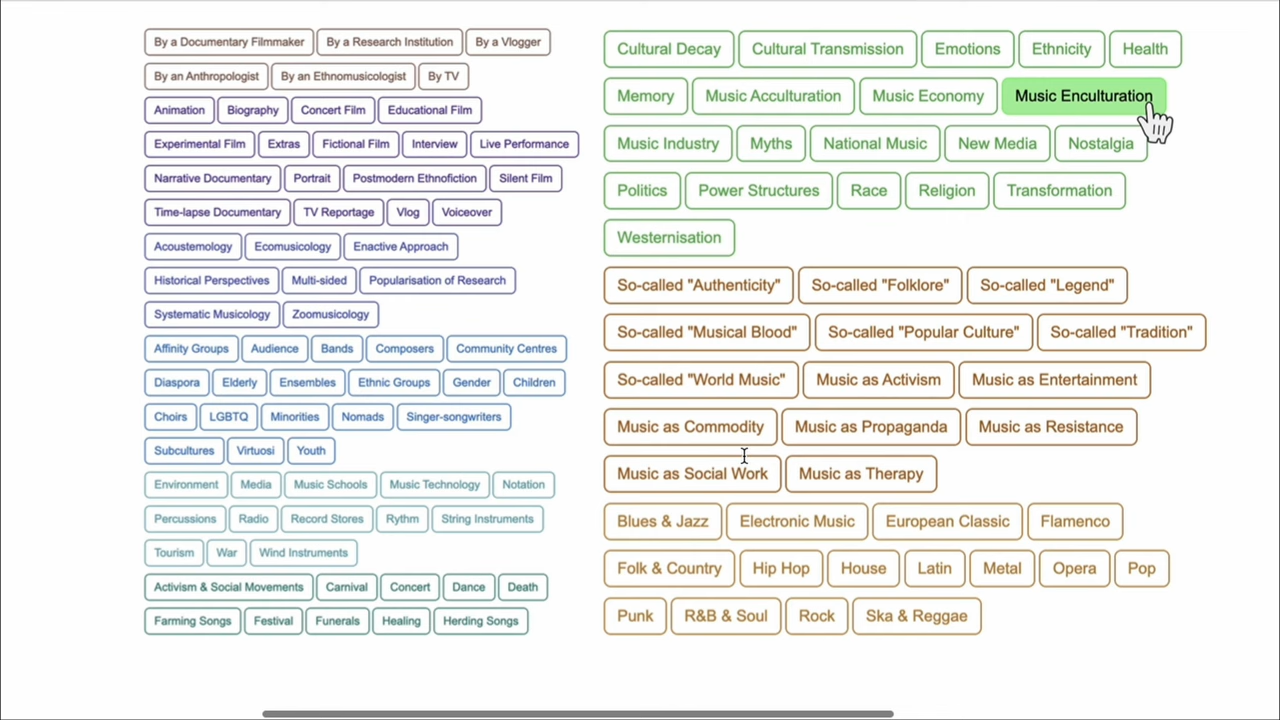 By a Documentary Filmmaker By a Research Institution By a Vlogger
By an Anthropologist By an Ethnomusicologist By TV
Animation Biography Concert Film Educational Film
Experimental Film Extras Fictional Film Interview Live Performance
Narrative Documentary Portrait Postmodern Ethnofiction Silent Film
Time-lapse Documentary TV Reportage Vlog Voiceover
Acoustemology Ecomusicology Enactive Approach
Historical Perspectives Multi-sided Popularisation of Research
Systematic Musicology Zoomusicology
Affinity Groups Audience Bands Composers Community Centres
Diaspora Elderly Ensembles Ethnic Groups Gender Children
Choirs LGBTQ Minorities Nomads Singer-songwriters
Subcultures Virtuosi Youth
Environment Media Music Schools Music Technology Notation
Percussions Radio Record Stores Rythm String Instruments
Tourism War Wind Instruments
Activism & Social Movements Carnival Concert Dance Death
Farming Songs Festival Funerals Healing Herding Songs
Cultural Decay Cultural Transmission Emotions Ethnicity Health
Memory Music Acculturation Music Economy Music Enculturation
Music Industry Myths National Music New Media Nostalgia
Politics Power Structures Race Religion Transformation
Westernisation
So-called "Authenticity" So-called "Folklore" So-called "Legend"
So-called "Musical Blood" So-called "Popular Culture" So-called "Tradition"
So-called "World Music" Music as Activism Music as Entertainment
Music as Commodity Music as Propaganda Music as Resistance
Music as Social Work Music as Therapy
Blues & Jazz Electronic Music European Classic Flamenco
Folk & Country Hip Hop House Latin Metal Opera Pop
Punk R&B & Soul Rock Ska & Reggae